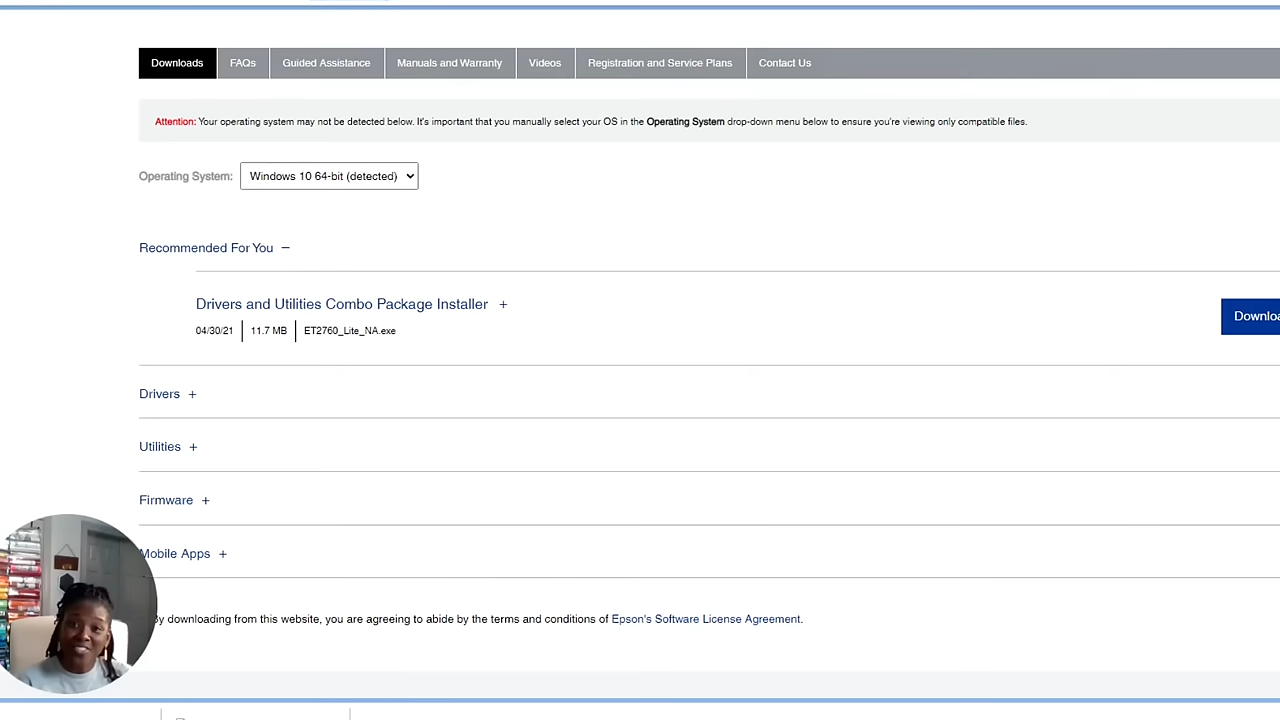 Downloads FAQs Guided Assistance Manuals and Warranty Videos Registration and Service Plans Contact Us
Attention: Your operating system may not be detected below. It's important that you manually select your OS in the Operating System drop-down menu below to ensure you're viewing only compatible files.
Operating System: Windows 10 64-bit (detected)
Recommended For You −
Drivers and Utilities Combo Package Installer +
04/30/21 11.7 MB ET2760_Lite_NA.exe
Drivers +
Utilities +
Firmware +
Mobile Apps +
By downloading from this website, you are agreeing to abide by the terms and conditions of Epson's Software License Agreement.